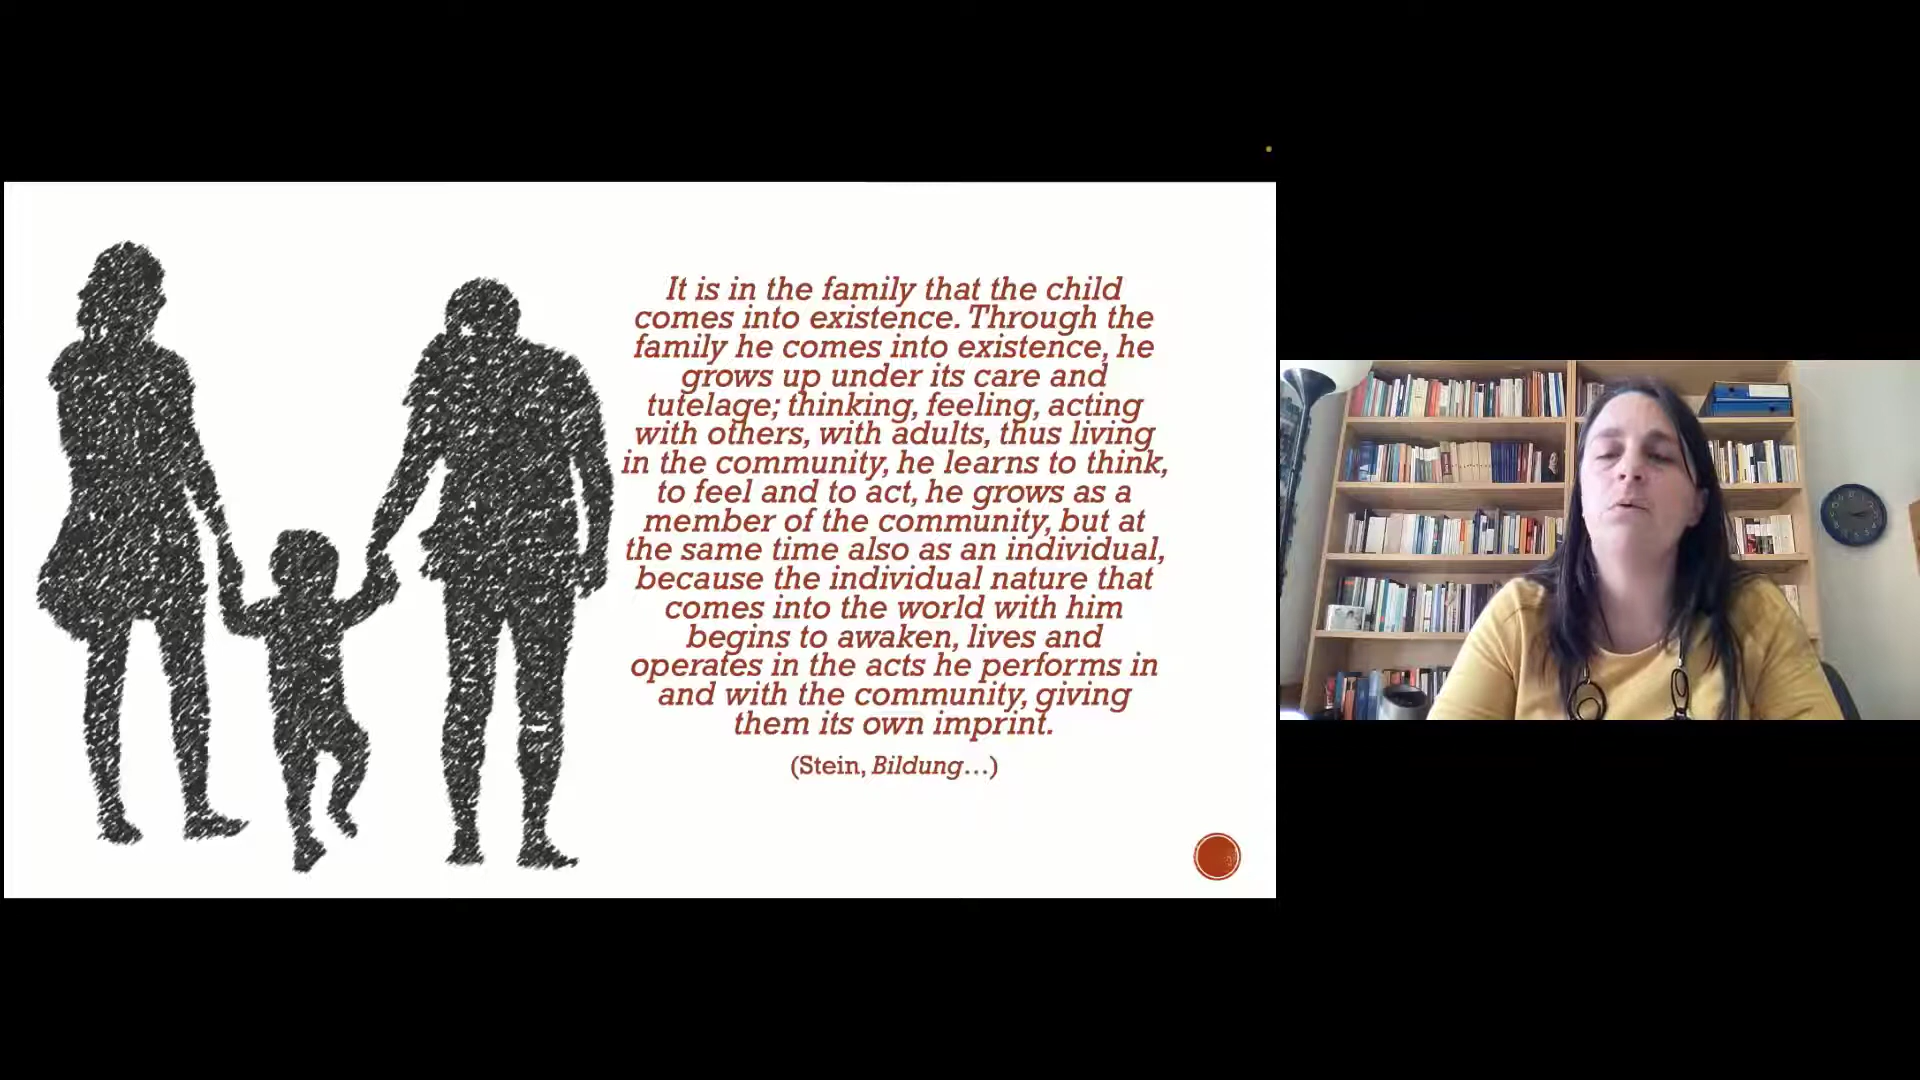 It is in the family that the child
comes into existence. Through the
family he comes into existence, he
grows up under its care and
tutelage; thinking, feeling, acting
with others, with adults, thus living
in the community, he learns to think,
to feel and to act, he grows as a
member of the community, but at
the same time also as an individual,
because the individual nature that
comes into the world with him
begins to awaken, lives and
operates in the acts he performs in
and with the community, giving
them its own imprint.
(Stein, Bildung…)